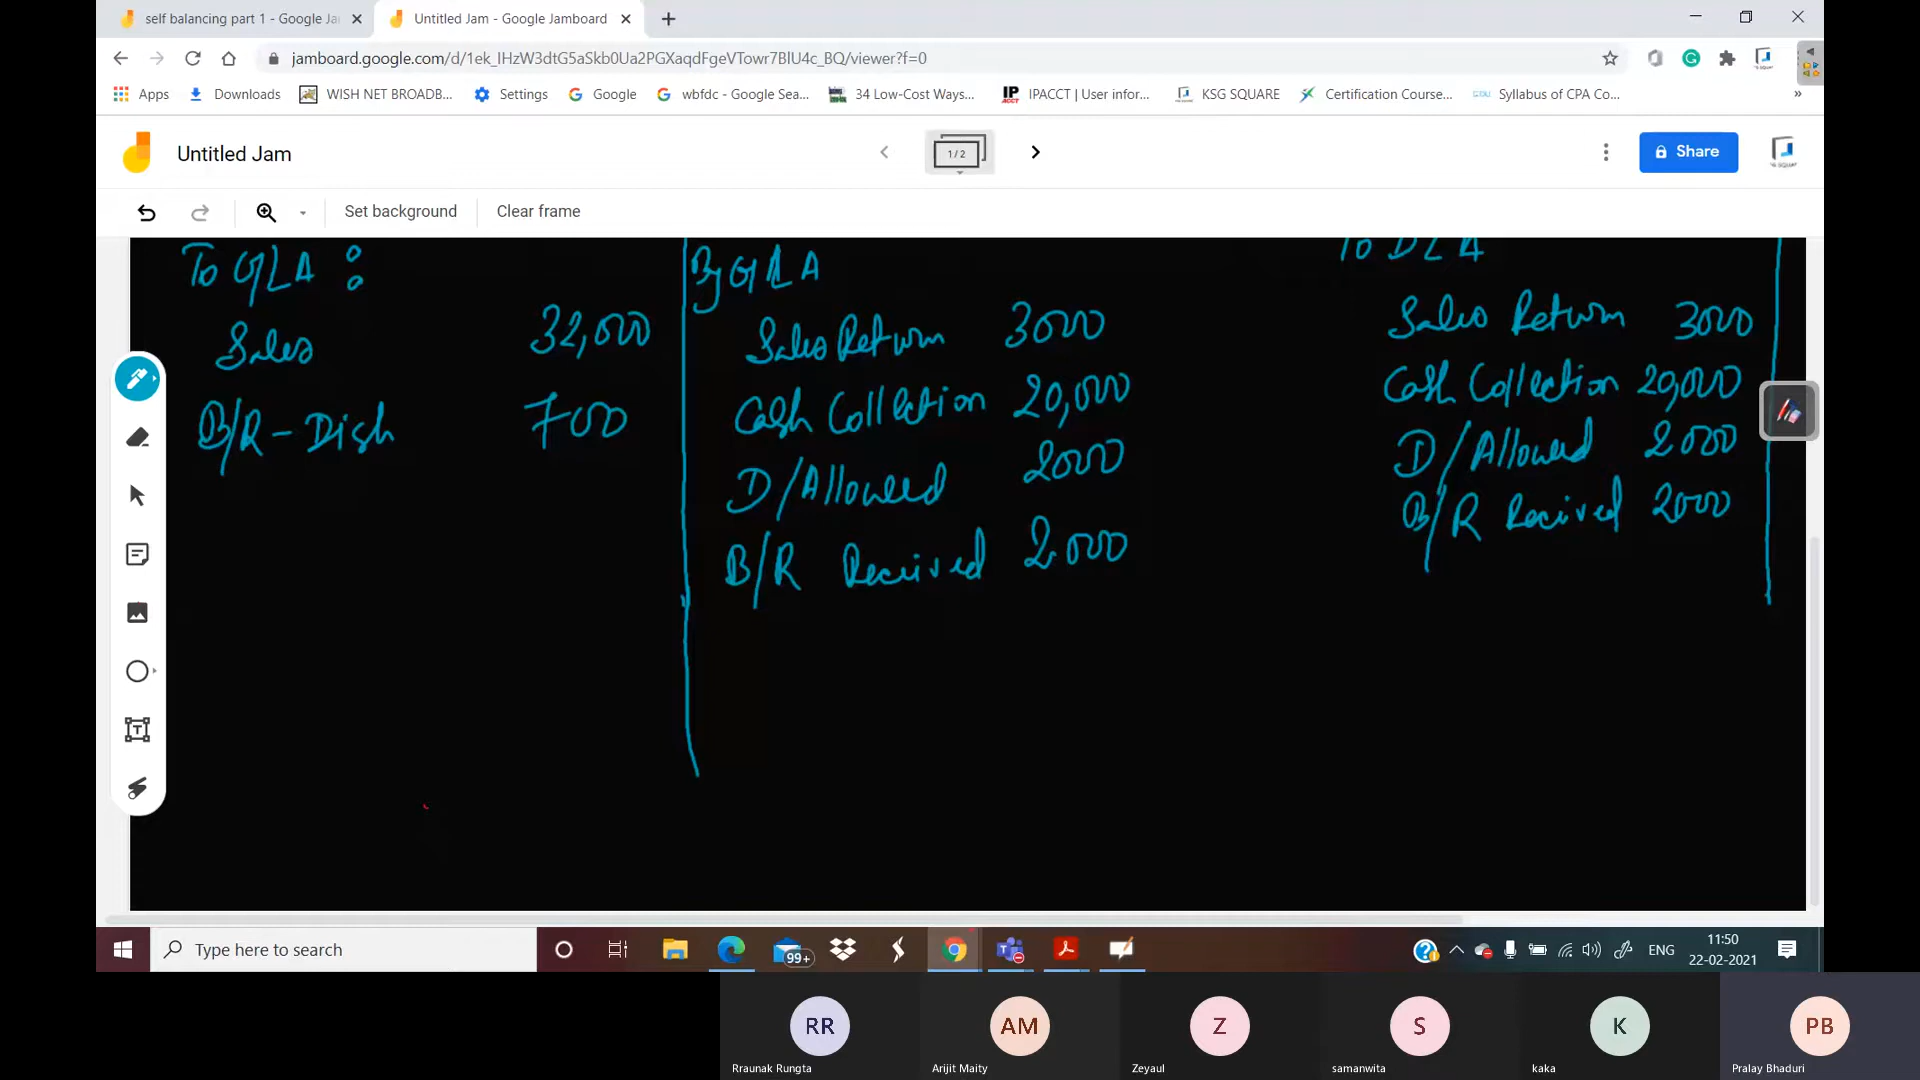 self balancing part 1 - Google Ja
Untitled Jam - Google Jamboard
jamboard.google.com/d/1ek_IHzW3dtG5aSkb0Ua2PGXaqdFgeVTowr7BlU4c_BQ/viewer?f=0
Apps
Downloads
WISH NET BROADB...
Settings
Google
wbfdc - Google Sea...
34 Low-Cost Ways...
IPACCT | User infor...
KSG SQUARE
Certification Course...
Syllabus of CPA Co...
Untitled Jam
1 / 2
Share
Set background
Clear frame
To GLA :
Sales 32,000
B/R - Dish 700
By GLA
Sales Return 3000
Cash Collection 20,000
D/Allowed 2000
B/R Received 2000
To DLA
Sales Return 3000
Cash Collection 20,000
D/Allowed 2000
B/R Recived 2000
Type here to search
99+
ENG
11:50
22-02-2021
RR
AM
Z
S
K
PB
Rraunak Rungta
Arijit Maity
Zeyaul
samanwita
kaka
Pralay Bhaduri